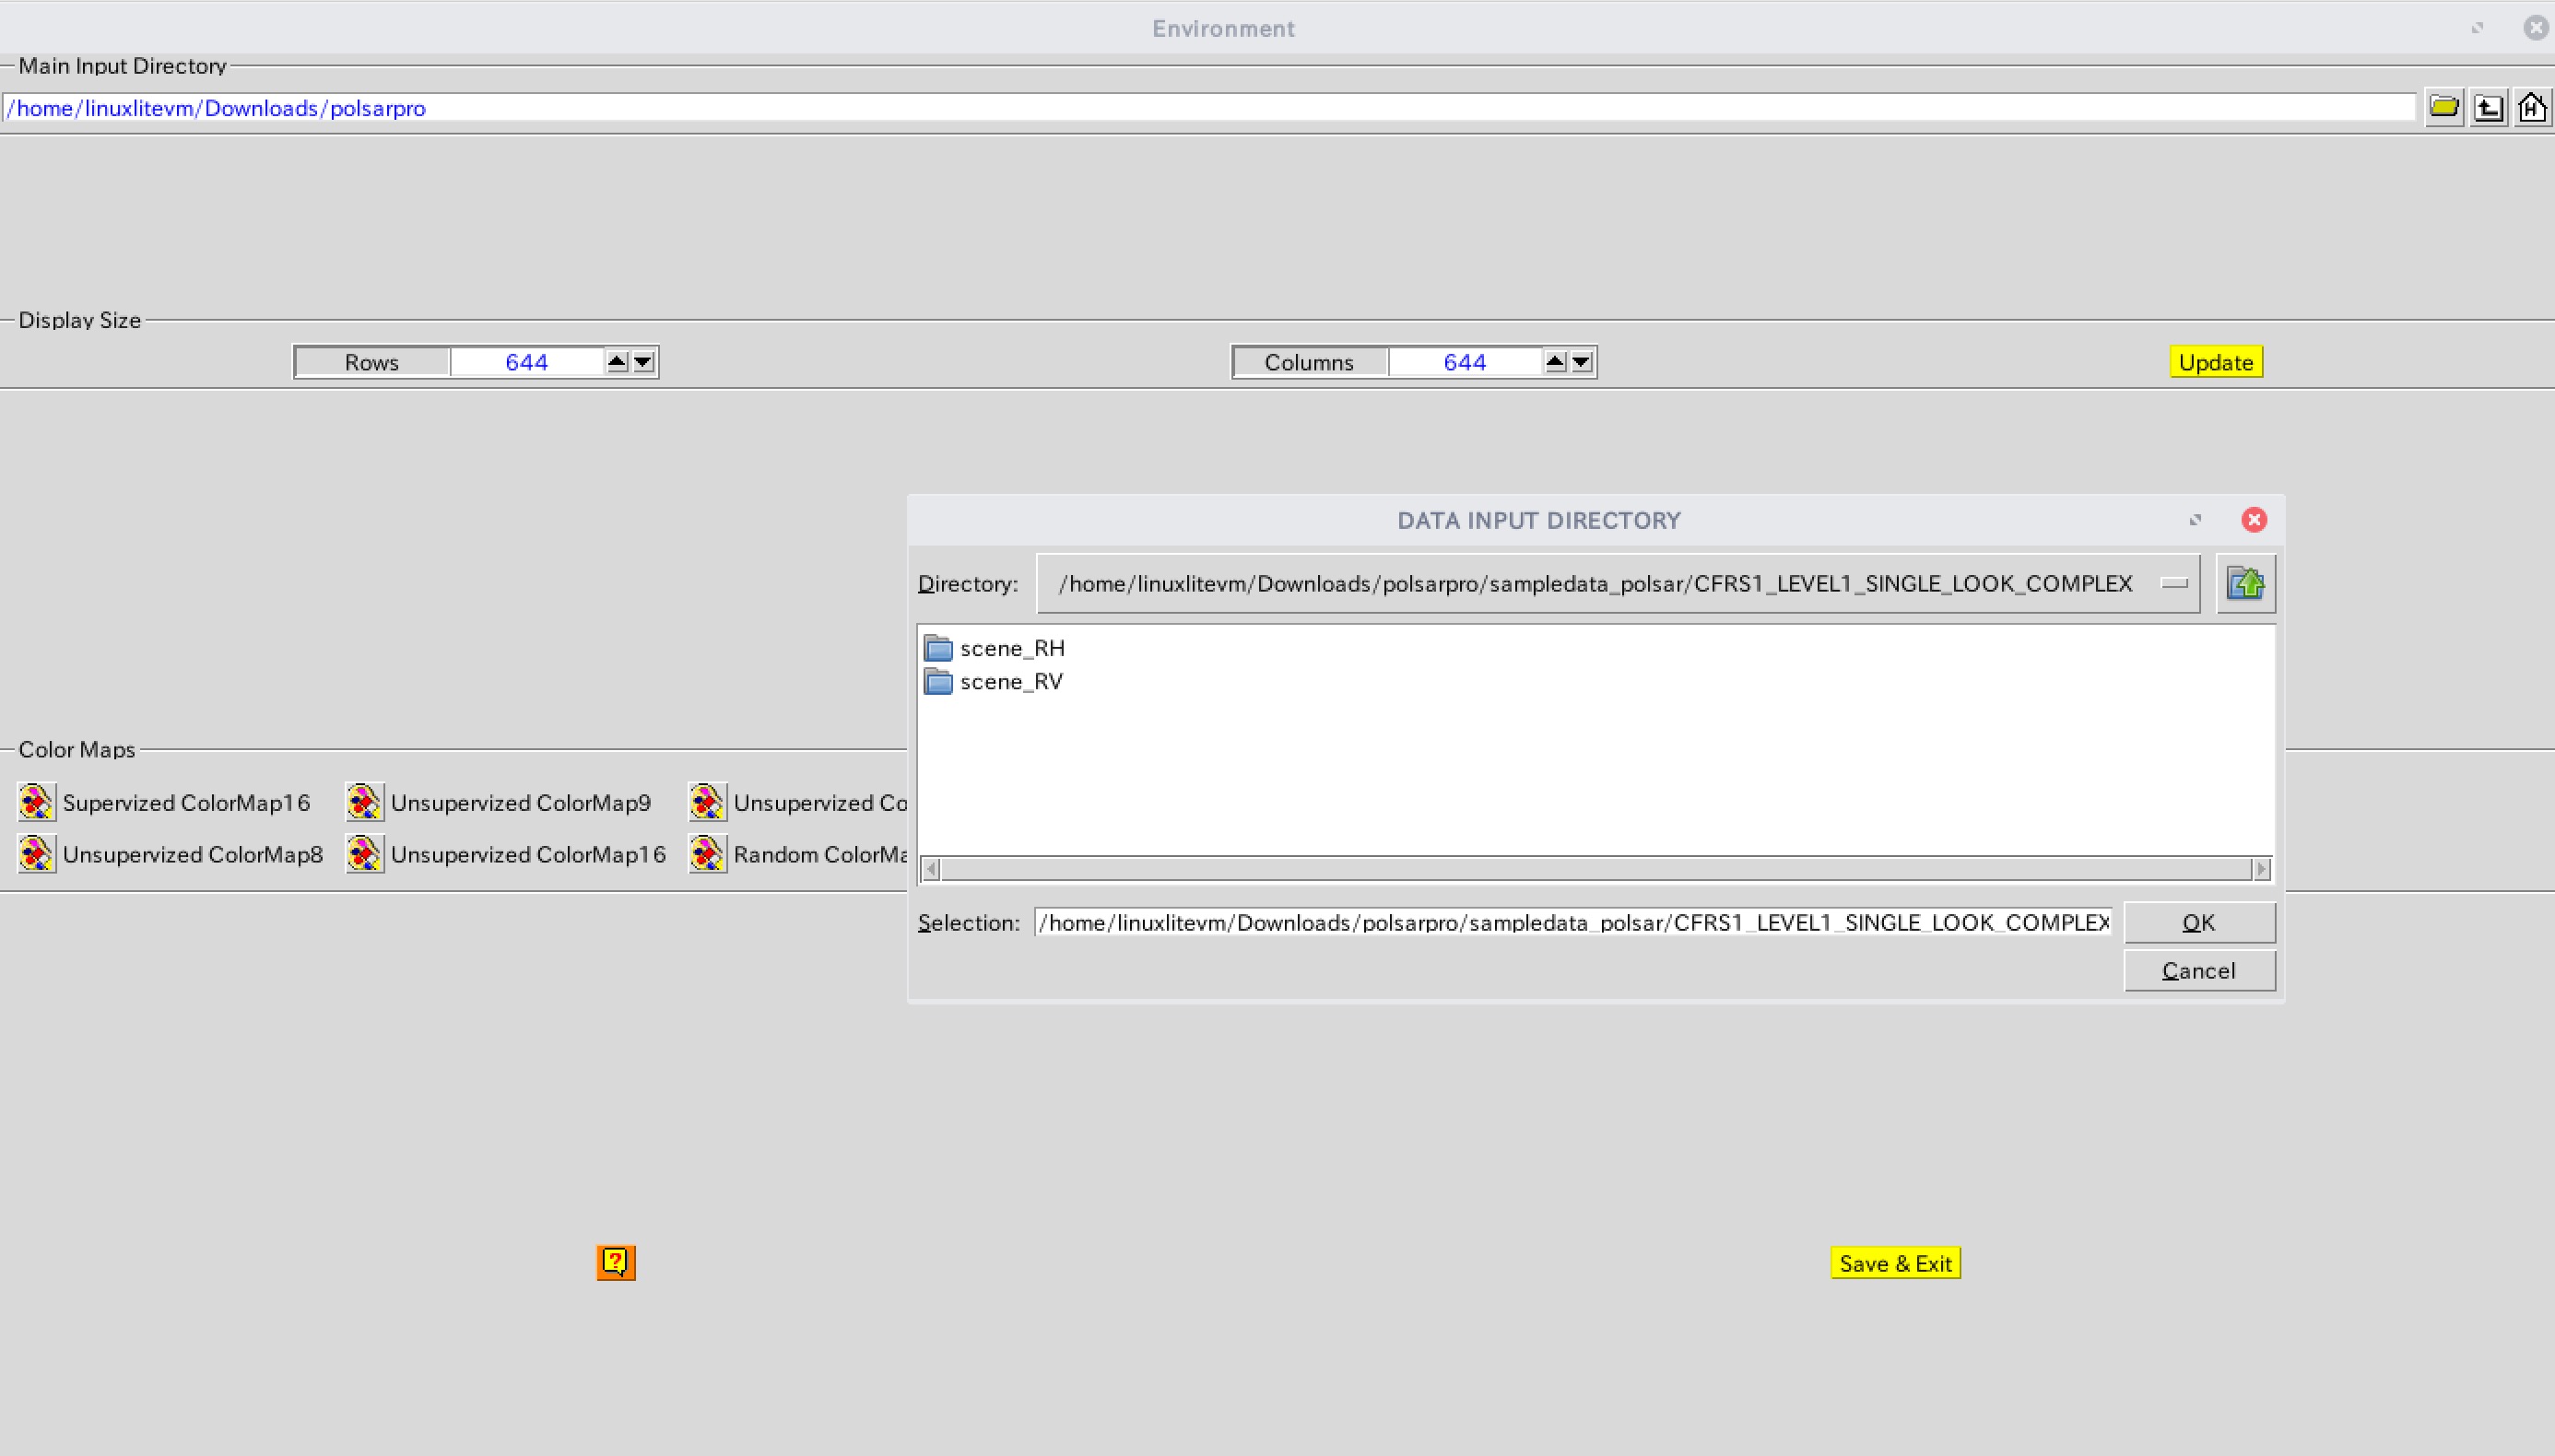 Environment
Main Input Directory
/home/linuxlitevm/Downloads/polsarpro
H
Display Size
Rows 644
Columns 644
Update
DATA INPUT DIRECTORY
Directory: /home/linuxlitevm/Downloads/polsarpro/sampledata_polsar/CFRS1_LEVEL1_SINGLE_LOOK_COMPLEX
scene_RH
scene_RV
Selection: /home/linuxlitevm/Downloads/polsarpro/sampledata_polsar/CFRS1_LEVEL1_SINGLE_LOOK_COMPLEX
OK
Cancel
Color Maps
Supervized ColorMap16 Unsupervized ColorMap9 Unsupervized Co
Unsupervized ColorMap8 Unsupervized ColorMap16 Random ColorMa
?
Save & Exit